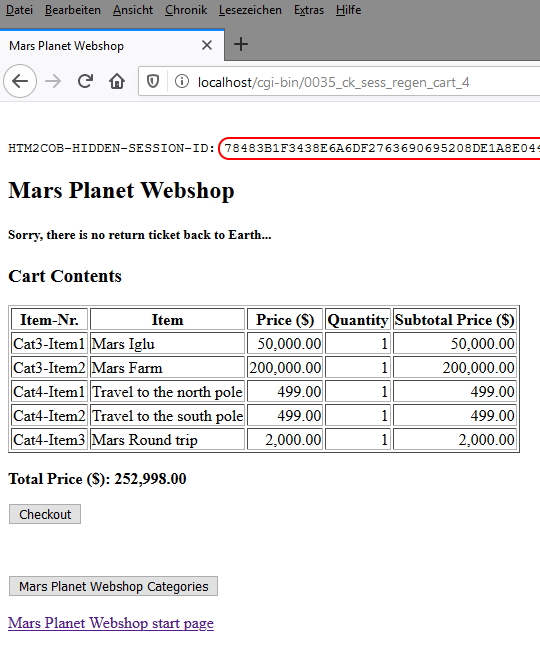 Datei Bearbeiten Ansicht Chronik Lesezeichen Extras Hilfe
Mars Planet Webshop
localhost/cgi-bin/0035_ck_sess_regen_cart_4
HTM2COB-HIDDEN-SESSION-ID: 78483B1F3438E6A6DF2763690695208DE1A8E044
Mars Planet Webshop
Sorry, there is no return ticket back to Earth...
Cart Contents
Item-Nr. Item Price ($) Quantity Subtotal Price ($)
Cat3-Item1 Mars Iglu 50,000.00 1 50,000.00
Cat3-Item2 Mars Farm 200,000.00 1 200,000.00
Cat4-Item1 Travel to the north pole 499.00 1 499.00
Cat4-Item2 Travel to the south pole 499.00 1 499.00
Cat4-Item3 Mars Round trip 2,000.00 1 2,000.00
Total Price ($): 252,998.00
Checkout
Mars Planet Webshop Categories
Mars Planet Webshop start page